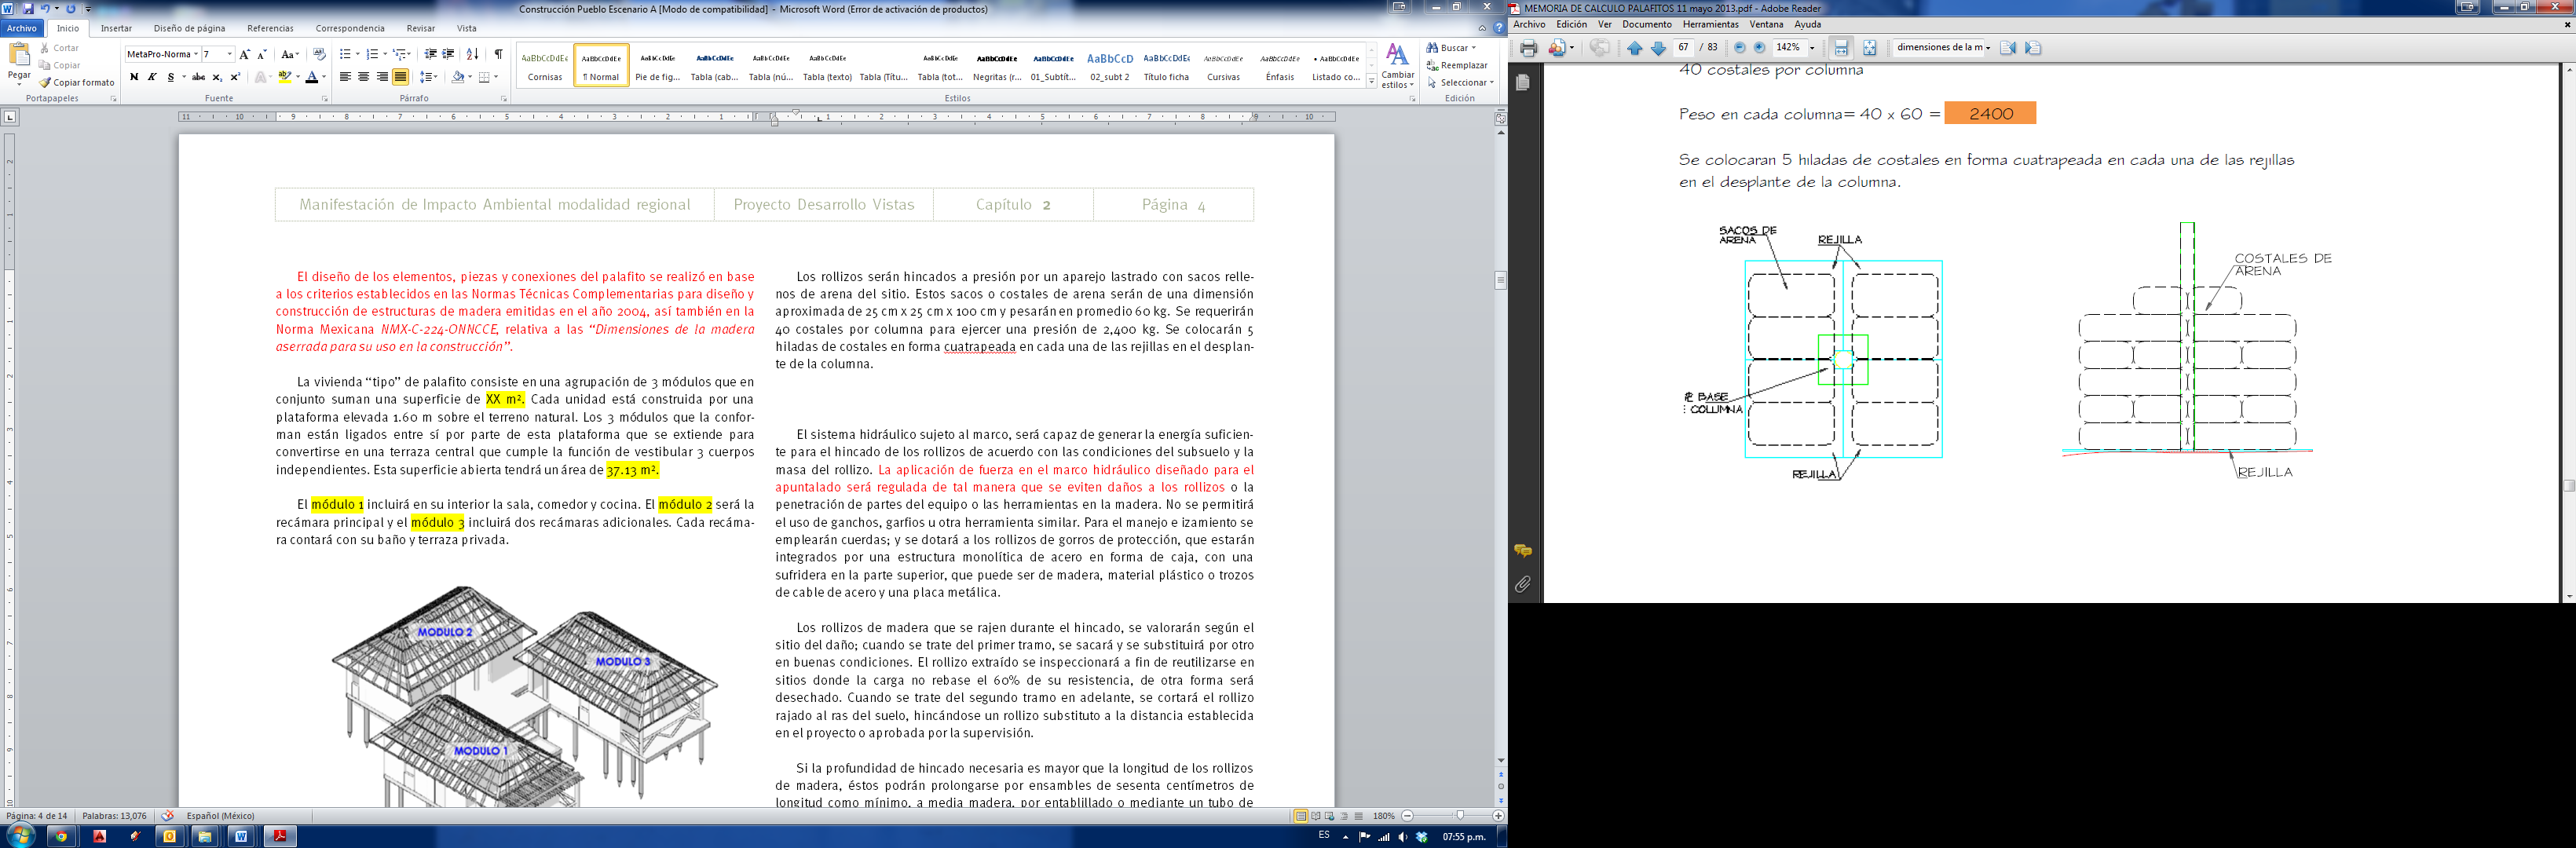 Construcción Pueblo Escenario A [Modo de compatibilidad] - Microsoft Word (Error de activación de productos)
Archivo Inicio Insertar Diseño de página Referencias Correspondencia Revisar Vista
Pegar
Cortar
Copiar
Copiar formato
Portapapeles
MetaPro-Norma 7
Fuente
Párrafo
Cornisas
¶ Normal
Pie de fig...
Tabla (cab...
Tabla (nú...
Tabla (texto)
Tabla (Títu...
Tabla (tot...
Negritas (r...
01_Subtít...
02_subt 2
Título ficha
Cursivas
Énfasis
Listado co...
Estilos
Cambiar
estilos
Buscar
Reemplazar
Seleccionar
Edición
Manifestación de Impacto Ambiental modalidad regional
Proyecto Desarrollo Vistas
Capítulo 2
Página 4
El diseño de los elementos, piezas y conexiones del palafito se realizó en base
a los criterios establecidos en las Normas Técnicas Complementarias para diseño y
construcción de estructuras de madera emitidas en el año 2004, así también en la
Norma Mexicana NMX-C-224-ONNCCE, relativa a las “Dimensiones de la madera
aserrada para su uso en la construcción”.
La vivienda “tipo” de palafito consiste en una agrupación de 3 módulos que en
conjunto suman una superficie de XX m². Cada unidad está construida por una
plataforma elevada 1.60 m sobre el terreno natural. Los 3 módulos que la confor-
man están ligados entre sí por parte de esta plataforma que se extiende para
convertirse en una terraza central que cumple la función de vestibular 3 cuerpos
independientes. Esta superficie abierta tendrá un área de 37.13 m².
El módulo 1 incluirá en su interior la sala, comedor y cocina. El módulo 2 será la
recámara principal y el módulo 3 incluirá dos recámaras adicionales. Cada recáma-
ra contará con su baño y terraza privada.
MODULO 2
MODULO 3
MODULO 1
Los rollizos serán hincados a presión por un aparejo lastrado con sacos relle-
nos de arena del sitio. Estos sacos o costales de arena serán de una dimensión
aproximada de 25 cm x 25 cm x 100 cm y pesarán en promedio 60 kg. Se requerirán
40 costales por columna para ejercer una presión de 2,400 kg. Se colocarán 5
hiladas de costales en forma cuatrapeada en cada una de las rejillas en el desplan-
te de la columna.
El sistema hidráulico sujeto al marco, será capaz de generar la energía suficien-
te para el hincado de los rollizos de acuerdo con las condiciones del subsuelo y la
masa del rollizo. La aplicación de fuerza en el marco hidráulico diseñado para el
apuntalado será regulada de tal manera que se eviten daños a los rollizos o la
penetración de partes del equipo o las herramientas en la madera. No se permitirá
el uso de ganchos, garfios u otra herramienta similar. Para el manejo e izamiento se
emplearán cuerdas; y se dotará a los rollizos de gorros de protección, que estarán
integrados por una estructura monolítica de acero en forma de caja, con una
sufridera en la parte superior, que puede ser de madera, material plástico o trozos
de cable de acero y una placa metálica.
Los rollizos de madera que se rajen durante el hincado, se valorarán según el
sitio del daño; cuando se trate del primer tramo, se sacará y se substituirá por otro
en buenas condiciones. El rollizo extraído se inspeccionará a fin de reutilizarse en
sitios donde la carga no rebase el 60% de su resistencia, de otra forma será
desechado. Cuando se trate del segundo tramo en adelante, se cortará el rollizo
rajado al ras del suelo, hincándose un rollizo substituto a la distancia establecida
en el proyecto o aprobada por la supervisión.
Si la profundidad de hincado necesaria es mayor que la longitud de los rollizos
de madera, éstos podrán prolongarse por ensambles de sesenta centímetros de
longitud como mínimo, a media madera, por entablillado o mediante un tubo de
Página: 4 de 14 Palabras: 13,076 Español (México)
180%
ES 07:55 p.m.
MEMORIA DE CALCULO PALAFITOS 11 mayo 2013.pdf - Adobe Reader
Archivo Edición Ver Documento Herramientas Ventana Ayuda
67 / 83 142% dimensiones de la m
40 costales por columna
Peso en cada columna= 40 x 60 = 2400
Se colocaran 5 hiladas de costales en forma cuatrapeada en cada una de las rejillas
en el desplante de la columna.
SACOS DE
ARENA
REJILLA
BASE
COLUMNA
REJILLA
COSTALES DE
ARENA
REJILLA